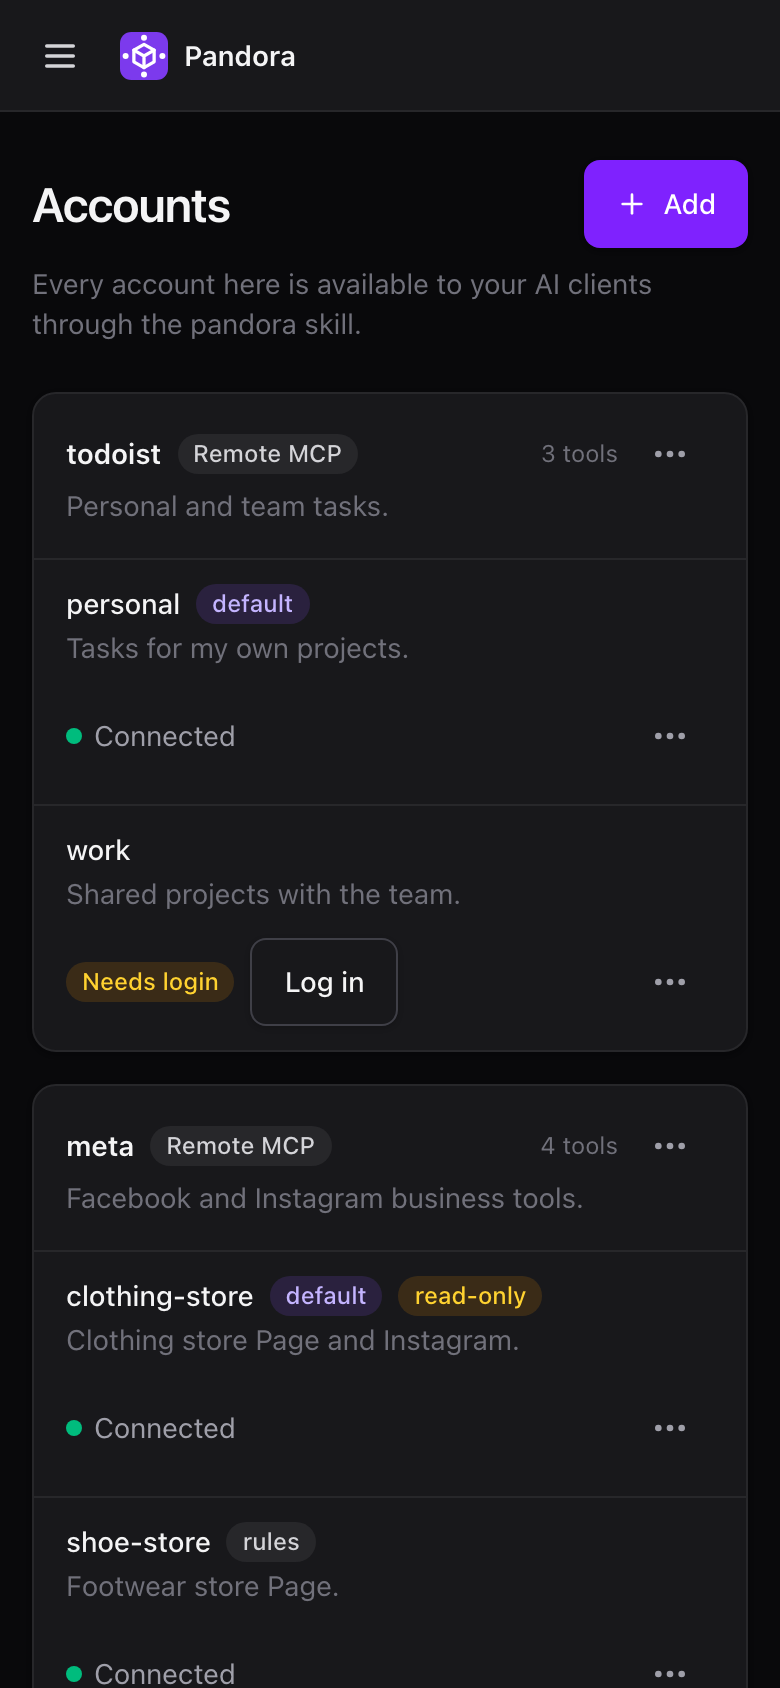 Pandora
Accounts
Add
Every account here is available to your AI clients
through the pandora skill.
todoist Remote MCP 3 tools
Personal and team tasks.
personal default
Tasks for my own projects.
Connected
work
Shared projects with the team.
Needs login Log in
meta Remote MCP 4 tools
Facebook and Instagram business tools.
clothing-store default read-only
Clothing store Page and Instagram.
Connected
shoe-store rules
Footwear store Page.
Connected